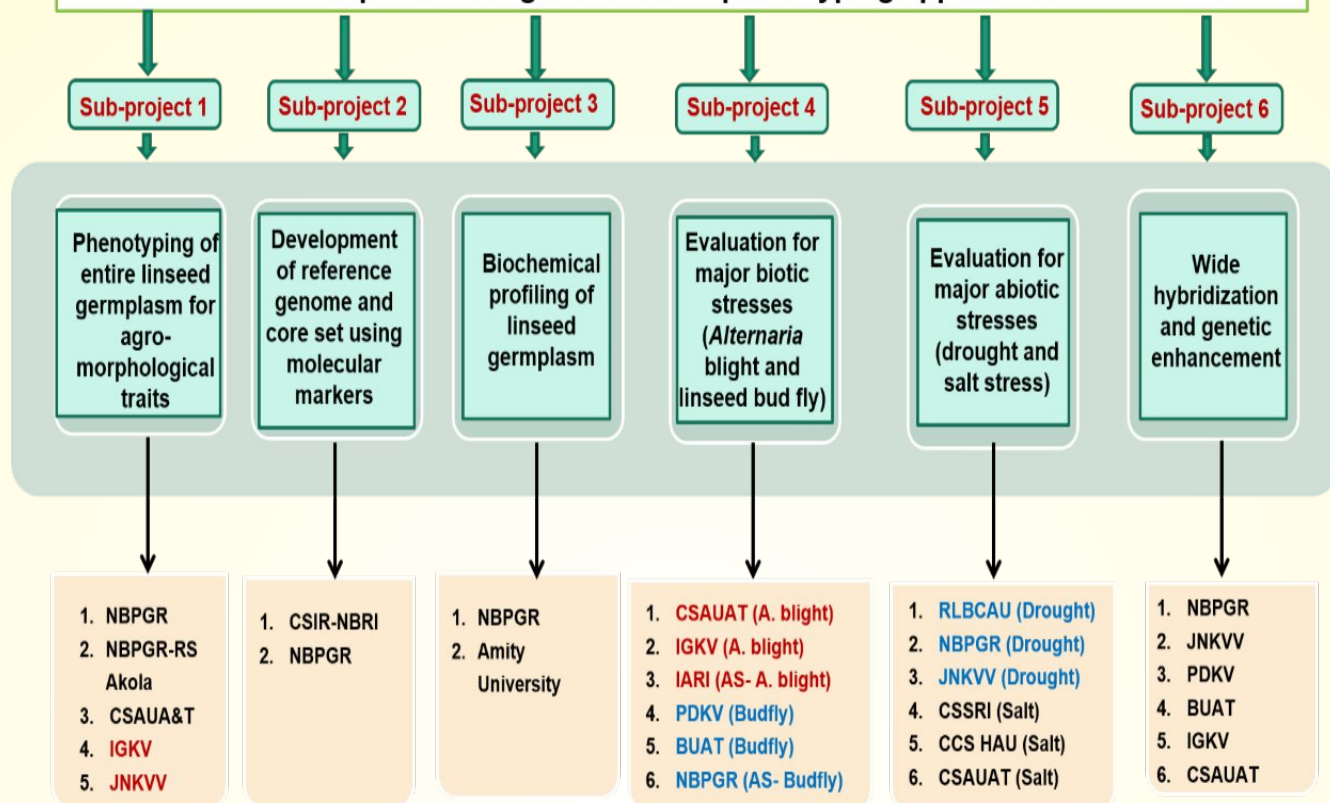 Sub-project 1
Sub-project 2
Sub-project 3
Sub-project 4
Sub-project 5
Sub-project 6
Phenotyping of
entire linseed
germplasm for
agro-
morphological
traits
Development
of reference
genome and
core set using
molecular
markers
Biochemical
profiling of
linseed
germplasm
Evaluation for
major biotic
stresses
(Alternaria
blight and
linseed bud fly)
Evaluation for
major abiotic
stresses
(drought and
salt stress)
Wide
hybridization
and genetic
enhancement
1. NBPGR
2. NBPGR-RS
Akola
3. CSAUA&T
4. IGKV
5. JNKVV
1. CSIR-NBRI
2. NBPGR
1. NBPGR
2. Amity
University
1. CSAUAT (A. blight)
2. IGKV (A. blight)
3. IARI (AS- A. blight)
4. PDKV (Budfly)
5. BUAT (Budfly)
6. NBPGR (AS- Budfly)
1. RLBCAU (Drought)
2. NBPGR (Drought)
3. JNKVV (Drought)
4. CSSRI (Salt)
5. CCS HAU (Salt)
6. CSAUAT (Salt)
1. NBPGR
2. JNKVV
3. PDKV
4. BUAT
5. IGKV
6. CSAUAT